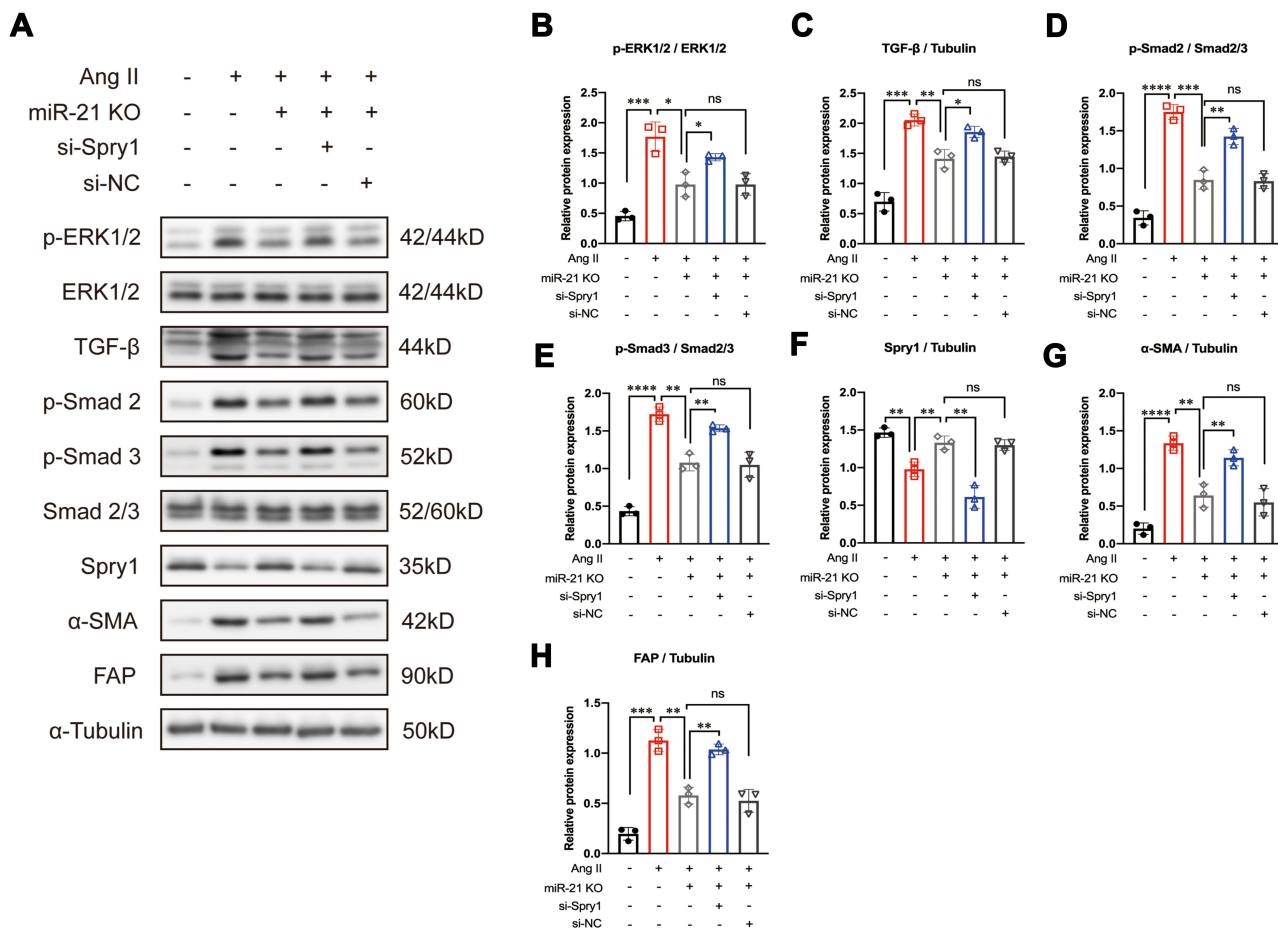 A
Ang II - + + + +
miR-21 KO - - + + +
si-Spry1 - - - + -
si-NC - - - - +
p-ERK1/2 42/44kD
ERK1/2 42/44kD
TGF-β 44kD
p-Smad 2 60kD
p-Smad 3 52kD
Smad 2/3 52/60kD
Spry1 35kD
α-SMA 42kD
FAP 90kD
α-Tubulin 50kD
B
p-ERK1/2 / ERK1/2
Relative protein expression
2.5
2.0
1.5
1.0
0.5
0.0
*** * * ns
Ang II - + + + +
miR-21 KO - - + + +
si-Spry1 - - - + -
si-NC - - - - +
C
TGF-β / Tubulin
Relative protein expression
2.5
2.0
1.5
1.0
0.5
0.0
*** ** * ns
Ang II - + + + +
miR-21 KO - - + + +
si-Spry1 - - - + -
si-NC - - - - +
D
p-Smad2 / Smad2/3
Relative protein expression
2.0
1.5
1.0
0.5
0.0
**** *** ** ns
Ang II - + + + +
miR-21 KO - - + + +
si-Spry1 - - - + -
si-NC - - - - +
E
p-Smad3 / Smad2/3
Relative protein expression
2.0
1.5
1.0
0.5
0.0
**** ** ** ns
Ang II - + + + +
miR-21 KO - - + + +
si-Spry1 - - - + -
si-NC - - - - +
F
Spry1 / Tubulin
Relative protein expression
2.0
1.5
1.0
0.5
0.0
** ** ** ns
Ang II - + + + +
miR-21 KO - - + + +
si-Spry1 - - - + -
si-NC - - - - +
G
α-SMA / Tubulin
Relative protein expression
2.0
1.5
1.0
0.5
0.0
**** ** ** ns
Ang II - + + + +
miR-21 KO - - + + +
si-Spry1 - - - + -
si-NC - - - - +
H
FAP / Tubulin
Relative protein expression
1.5
1.0
0.5
0.0
*** ** ** ns
Ang II - + + + +
miR-21 KO - - + + +
si-Spry1 - - - + -
si-NC - - - - +